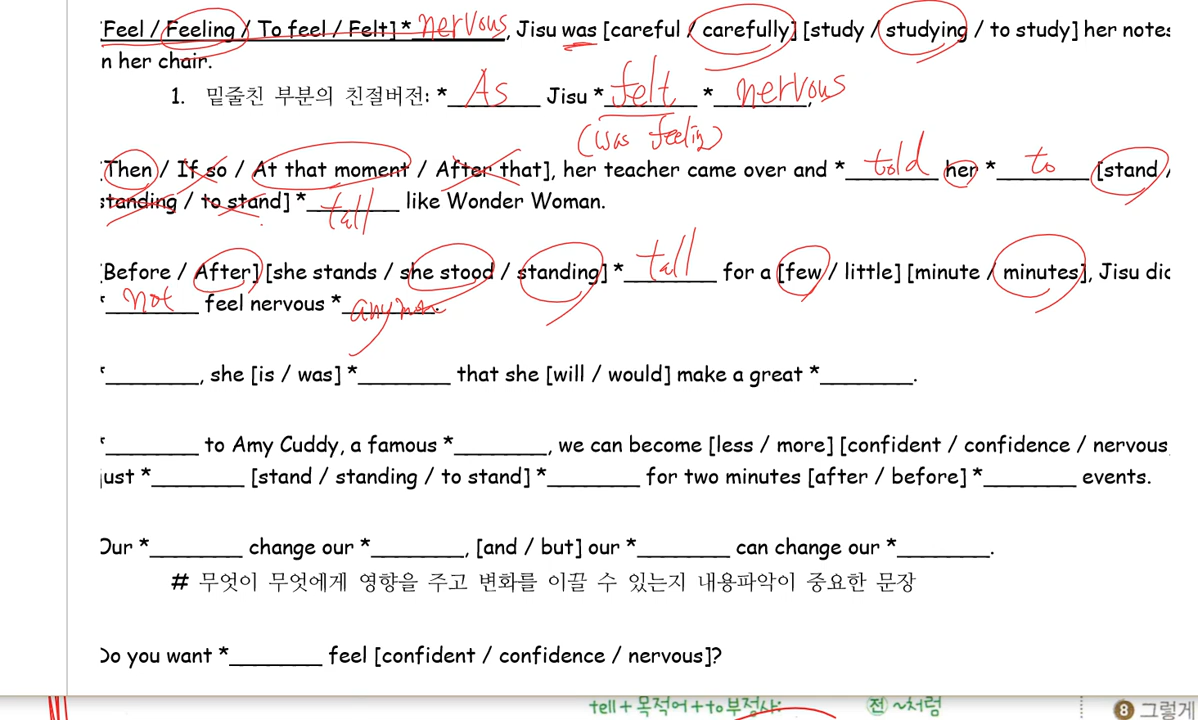 [Feel / Feeling / To feel / Felt] * nervous, Jisu was [careful / carefully] [study / studying / to study] her notes
n her chair.
1. 밑줄친 부분의 친절버전: * As Jisu * felt * nervous,
(was feeling)
[Then / If so / At that moment / After that], her teacher came over and * told her * to [stand /
standing / to stand] * tall like Wonder Woman.
[Before / After] [she stands / she stood / standing] * tall for a [few / little] [minute / minutes], Jisu did
* not feel nervous * anymore.
*________, she [is / was] *________ that she [will / would] make a great *________.
*________ to Amy Cuddy, a famous *________, we can become [less / more] [confident / confidence / nervous
just *________ [stand / standing / to stand] *________ for two minutes [after / before] *________ events.
Our *________ change our *________, [and / but] our *________ can change our *________.
# 무엇이 무엇에게 영향을 주고 변화를 이끌 수 있는지 내용파악이 중요한 문장
Do you want *________ feel [confident / confidence / nervous]?
tell + 목적어 + to 부정사: 전 ~처럼 8 그렇게